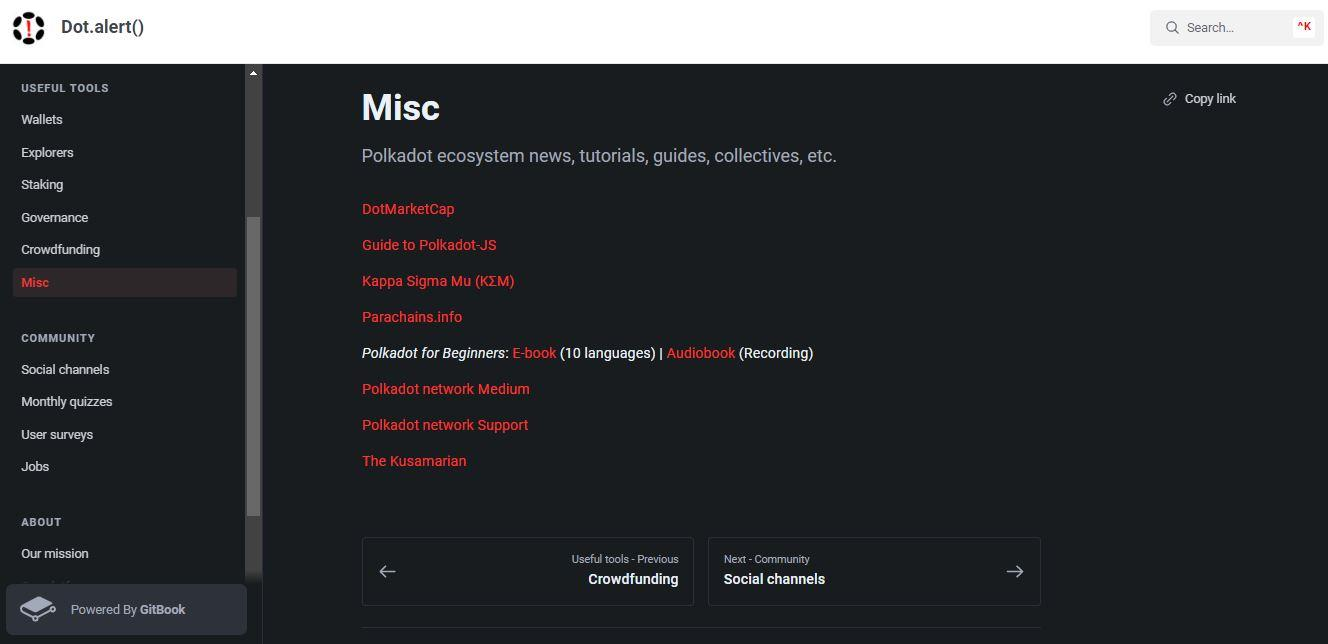 Dot.alert()
Search...
^K
USEFUL TOOLS
Wallets
Explorers
Staking
Governance
Crowdfunding
Misc
COMMUNITY
Social channels
Monthly quizzes
User surveys
Jobs
ABOUT
Our mission
Powered By GitBook
Misc
Copy link
Polkadot ecosystem news, tutorials, guides, collectives, etc.
DotMarketCap
Guide to Polkadot-JS
Kappa Sigma Mu (KΣM)
Parachains.info
Polkadot for Beginners: E-book (10 languages) | Audiobook (Recording)
Polkadot network Medium
Polkadot network Support
The Kusamarian
Useful tools - Previous
Crowdfunding
Next - Community
Social channels